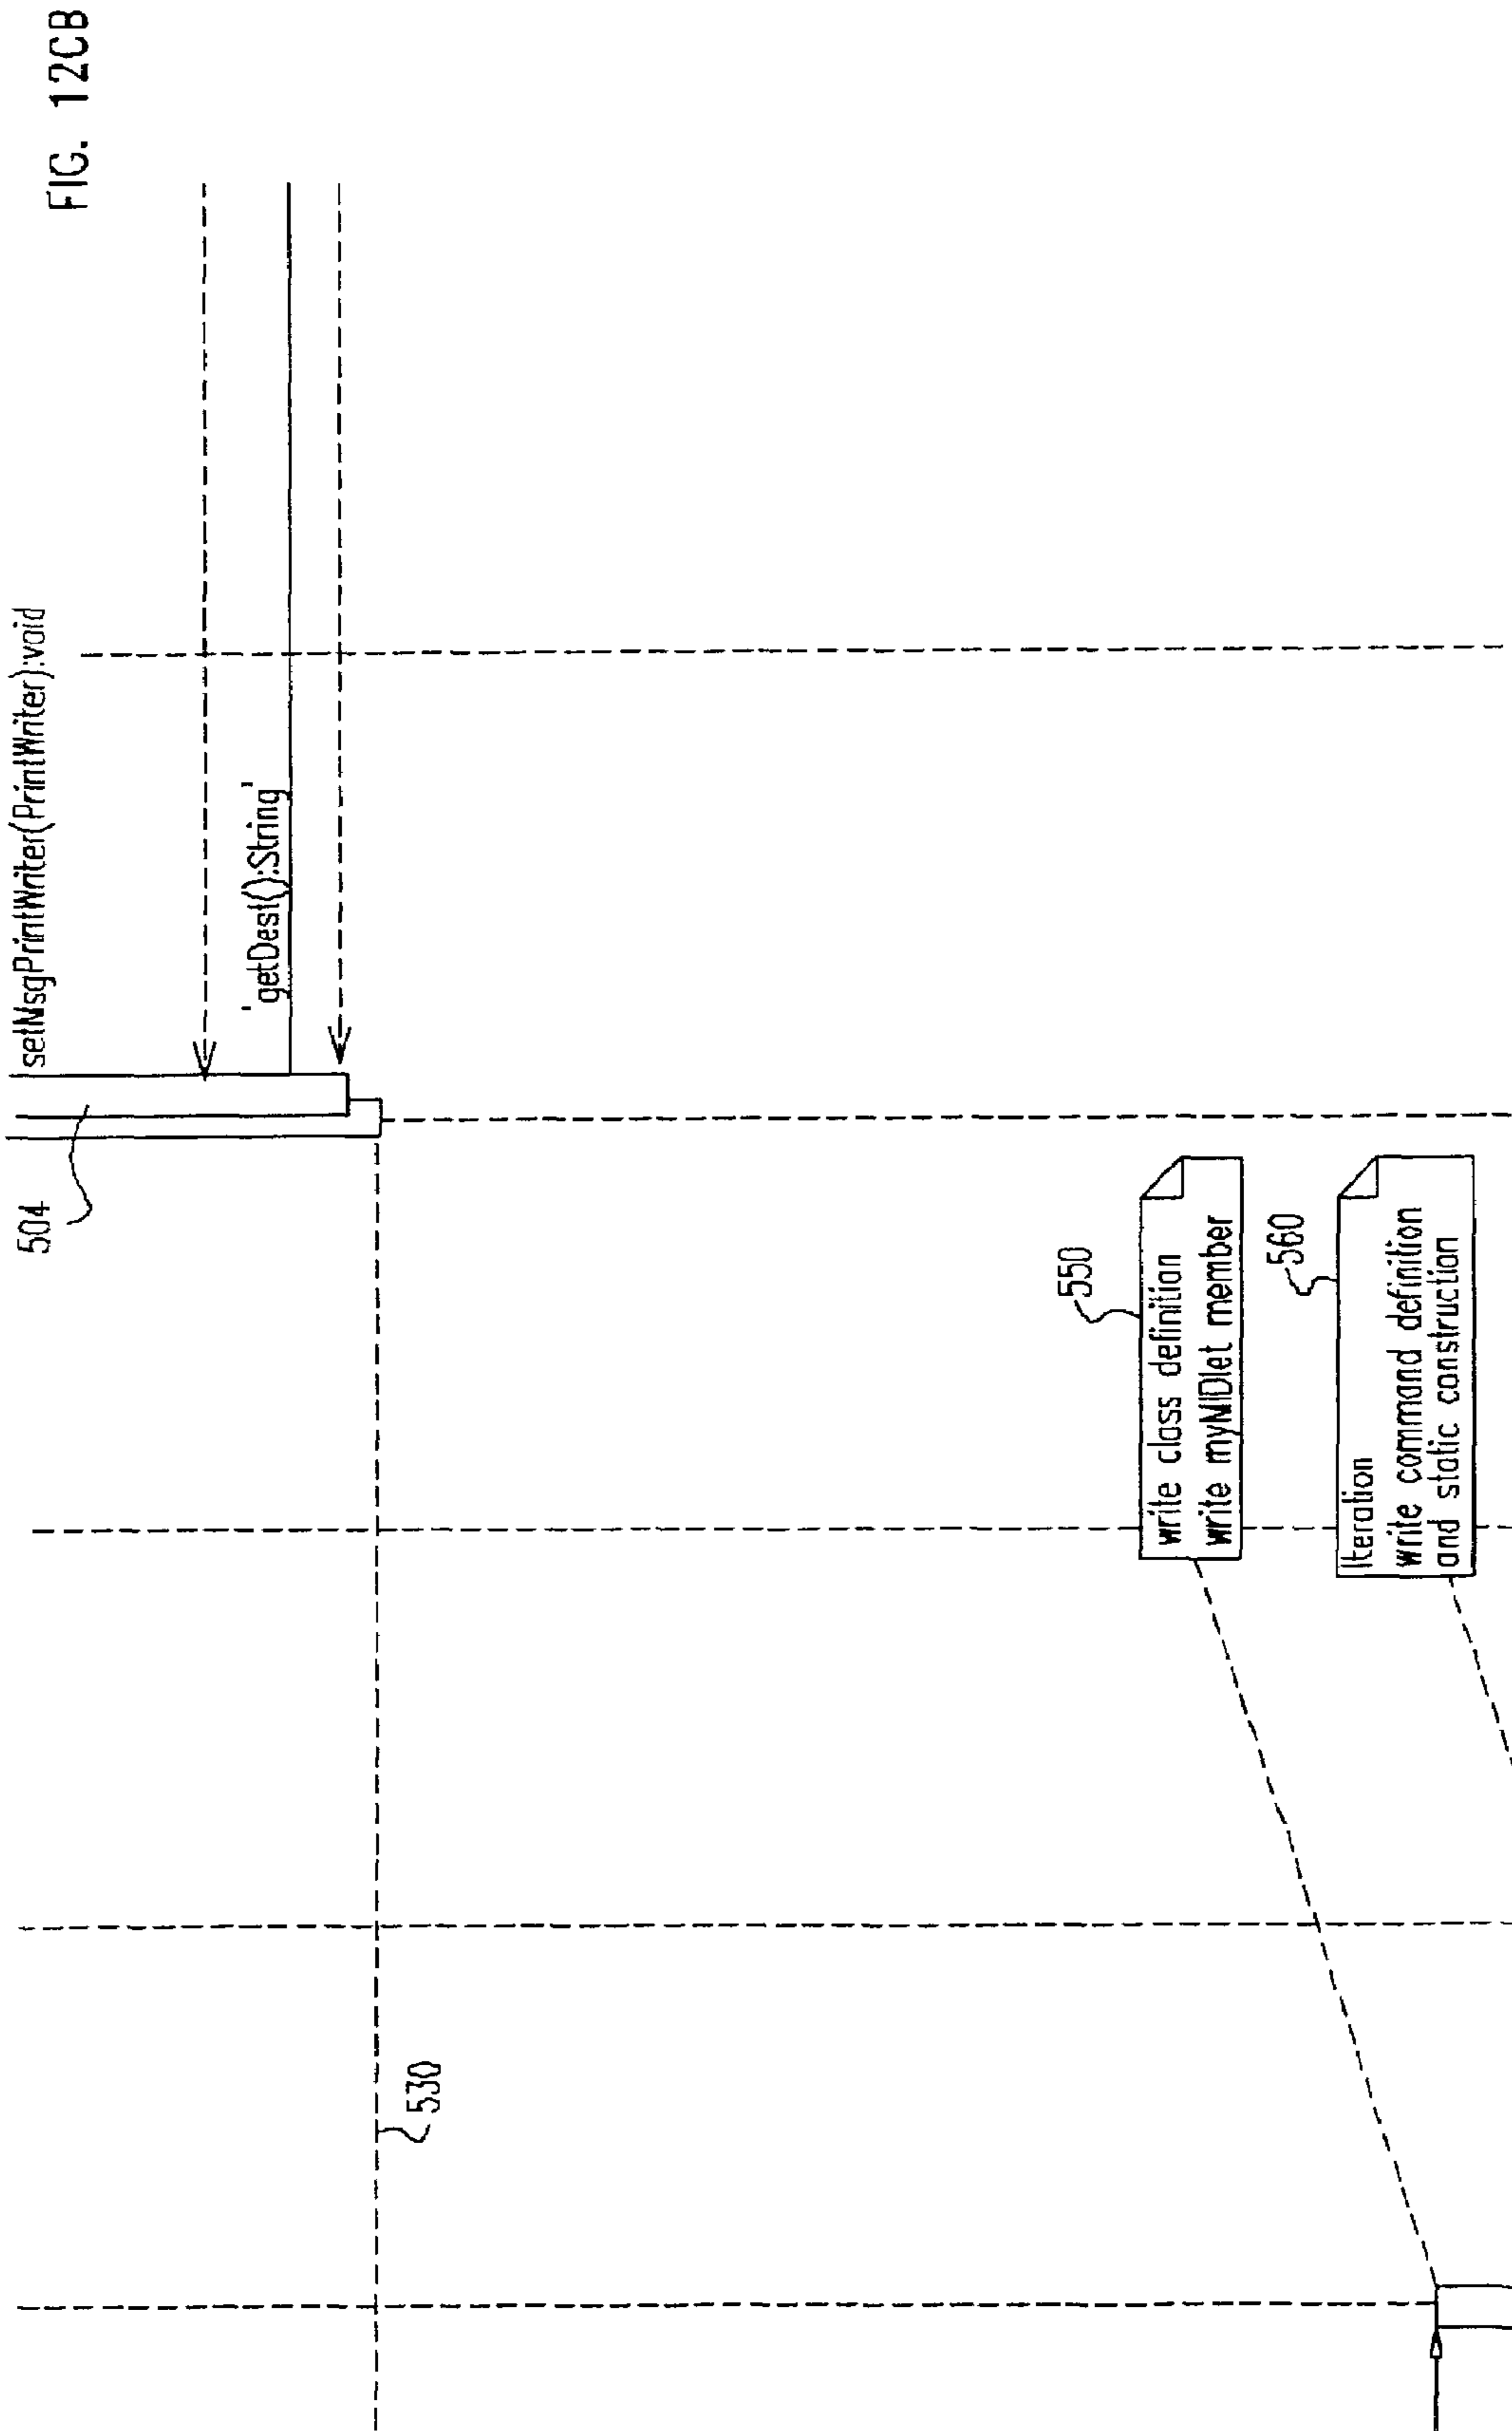 FIG. 12CB
setMsgPrintWriter(PrintWriter):void
504
'getDest():String'
530
550
write class definition
write myMIDlet member
560
Iteration
write command definition
and static construction